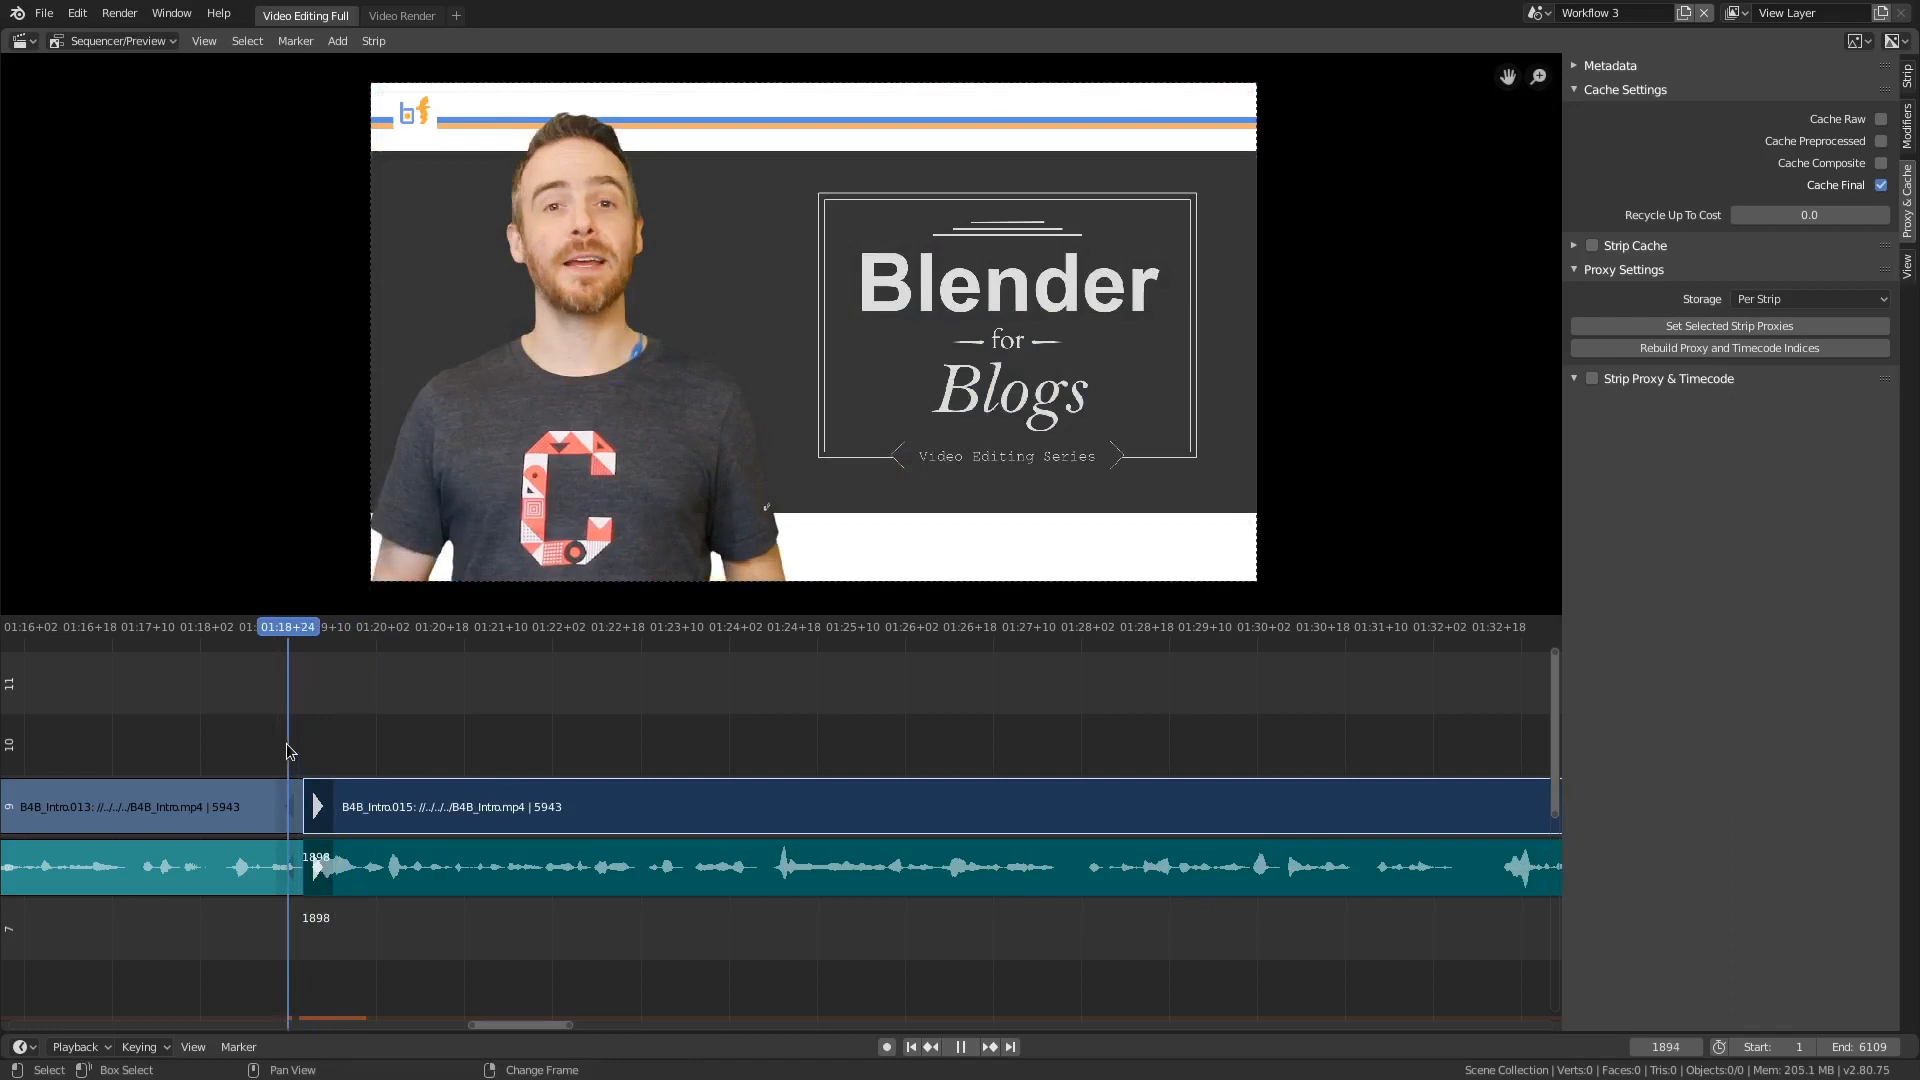 File Edit Render Window Help Video Editing Full Video Render + Workflow 3 View Layer
Sequencer/Preview View Select Marker Add Strip
Blender
for
Blogs
Video Editing Series
C
Metadata
Cache Settings
Cache Raw
Cache Preprocessed
Cache Composite
Cache Final
Recycle Up To Cost 0.0
Strip Cache
Proxy Settings
Storage Per Strip
Set Selected Strip Proxies
Rebuild Proxy and Timecode Indices
Strip Proxy & Timecode
Strip
Modifiers
Proxy & Cache
View
01:16+02 01:16+18 01:17+10 01:18+02 01: 01:18+24 9+10 01:20+02 01:20+18 01:21+10 01:22+02 01:22+18 01:23+10 01:24+02 01:24+18 01:25+10 01:26+02 01:26+18 01:27+10 01:28+02 01:28+18 01:29+10 01:30+02 01:30+18 01:31+10 01:32+02 01:32+18
11
10
9 B4B_Intro.013: //../../../B4B_Intro.mp4 | 5943 B4B_Intro.015: //../../../B4B_Intro.mp4 | 5943
1898
1898
7
Playback Keying View Marker 1894 Start: 1 End: 6109
Select Box Select Pan View Change Frame Scene Collection | Verts:0 | Faces:0 | Tris:0 | Objects:0/0 | Mem: 205.1 MB | v2.80.75